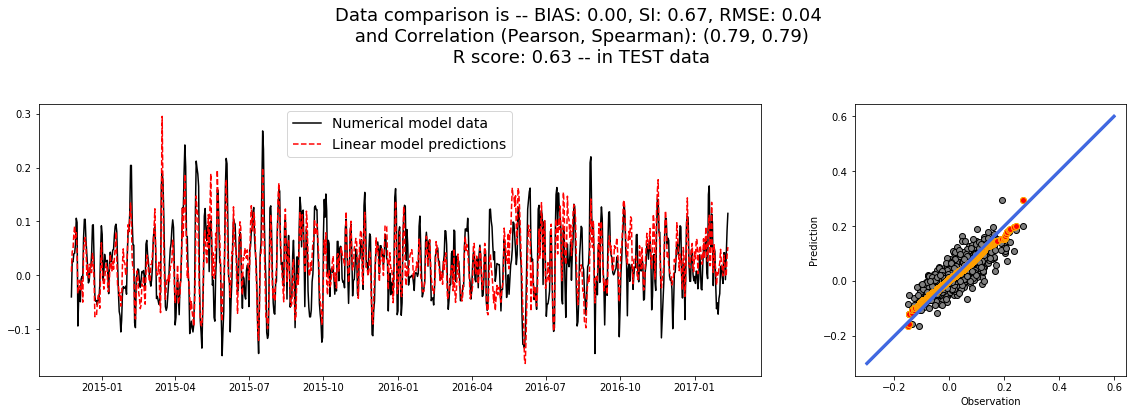 Data comparison is -- BIAS: 0.00, SI: 0.67, RMSE: 0.04
and Correlation (Pearson, Spearman): (0.79, 0.79)
R score: 0.63 -- in TEST data
0.3
0.2
0.1
0.0
−0.1
Numerical model data
Linear model predictions
2015-01 2015-04 2015-07 2015-10 2016-01 2016-04 2016-07 2016-10 2017-01
Prediction
0.6
0.4
0.2
0.0
−0.2
−0.2 0.0 0.2 0.4 0.6
Observation